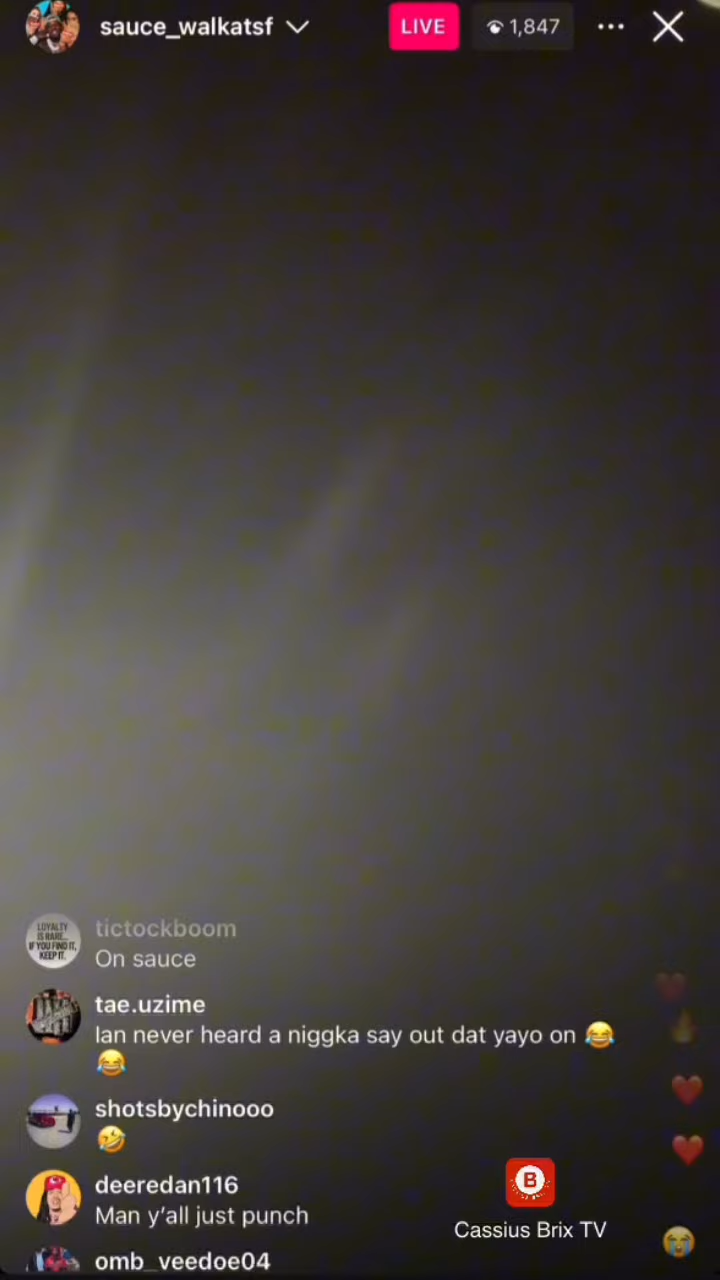 sauce_walkatsf
LIVE
1,847
LOYALTY
IS RARE...
IF YOU FIND IT,
KEEP IT.
tictockboom
On sauce
tae.uzime
Ian never heard a niggka say out dat yayo on 😂
😂
shotsbychinooo
🤣
deeredan116
Man y’all just punch
B
Cassius Brix TV
omb_veedoe04